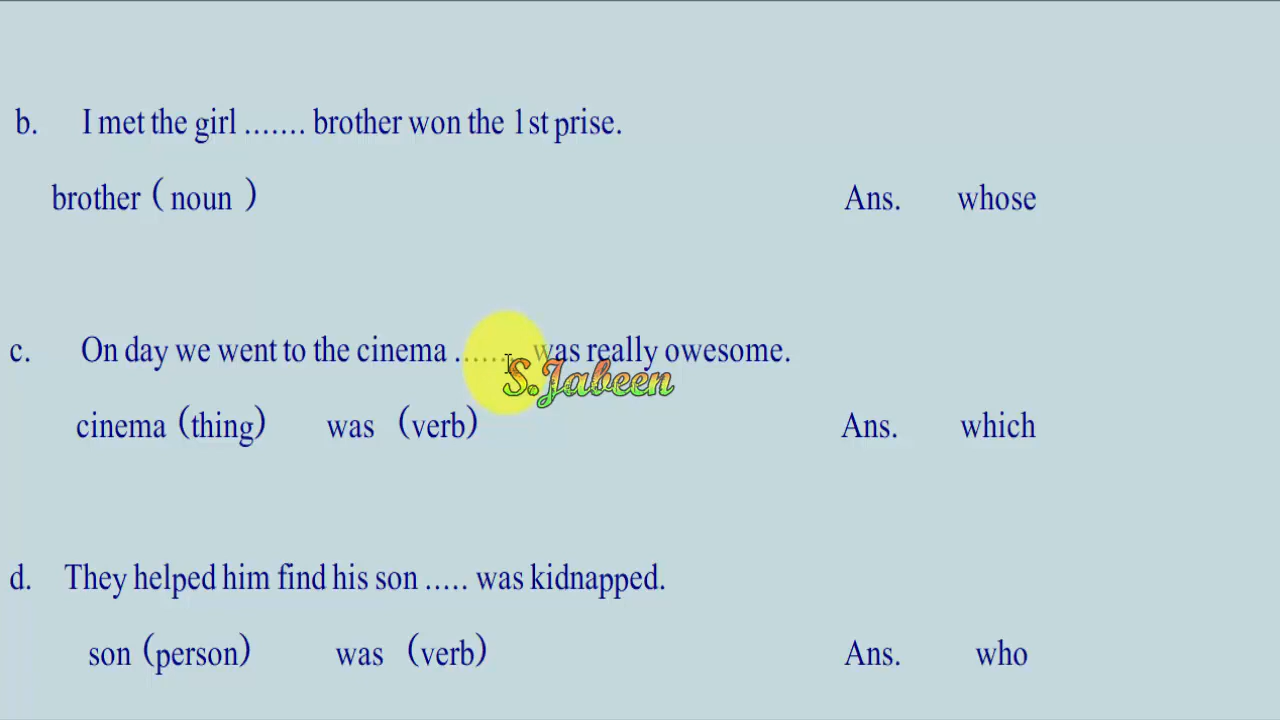 b. I met the girl ....... brother won the 1st prise.
brother ( noun ) Ans. whose
c. On day we went to the cinema ....... was really owesome.
S.Jabeen
cinema (thing) was (verb) Ans. which
d. They helped him find his son ..... was kidnapped.
son (person) was (verb) Ans. who